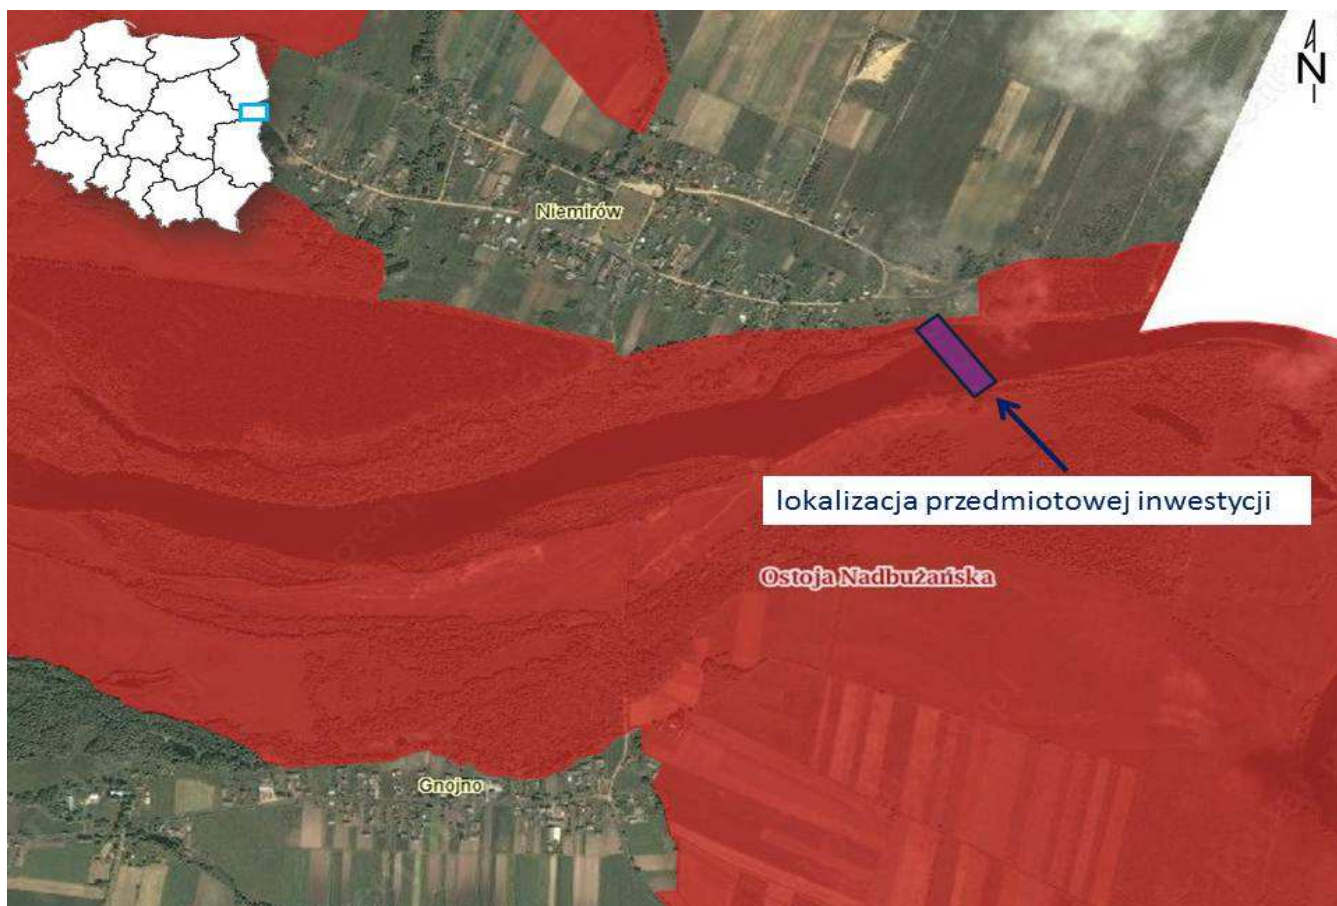 N
Niemirów
lokalizacja przedmiotowej inwestycji
Ostoja Nadbużańska
Gnojno